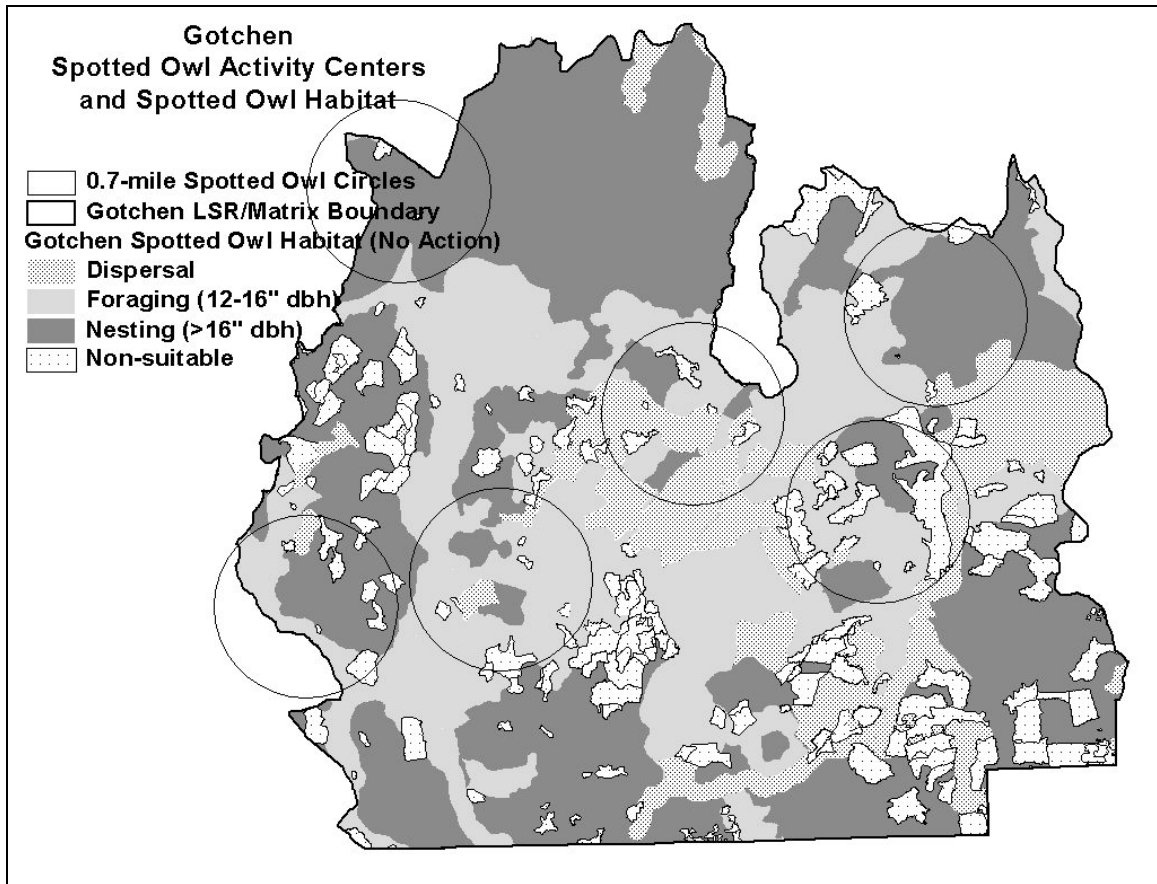 Gotchen
Spotted Owl Activity Centers
and Spotted Owl Habitat
0.7-mile Spotted Owl Circles
Gotchen LSR/Matrix Boundary
Gotchen Spotted Owl Habitat (No Action)
Dispersal
Foraging (12-16" dbh)
Nesting (>16" dbh)
Non-suitable